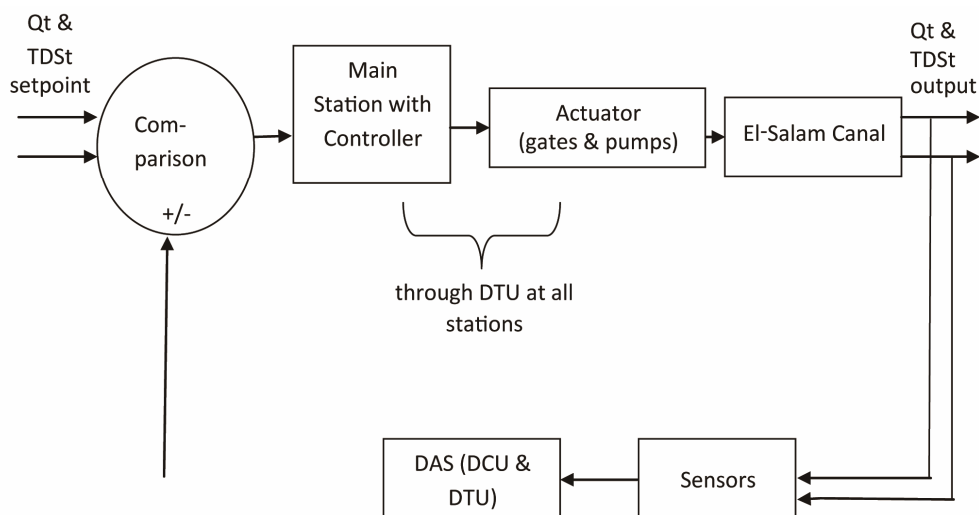 Qt &
TDSt
setpoint
Com-
parison
+/-
Main
Station with
Controller
Actuator
(gates & pumps)
El-Salam Canal
Qt &
TDSt
output
through DTU at all
stations
DAS (DCU &
DTU)
Sensors